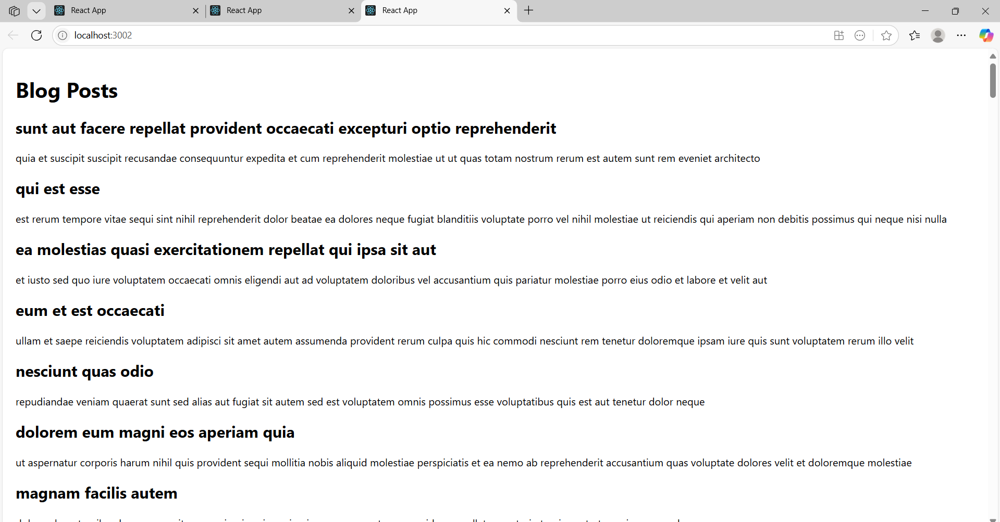 React App
React App
React App
localhost:3002
Blog Posts
sunt aut facere repellat provident occaecati excepturi optio reprehenderit
quia et suscipit suscipit recusandae consequuntur expedita et cum reprehenderit molestiae ut ut quas totam nostrum rerum est autem sunt rem eveniet architecto
qui est esse
est rerum tempore vitae sequi sint nihil reprehenderit dolor beatae ea dolores neque fugiat blanditiis voluptate porro vel nihil molestiae ut reiciendis qui aperiam non debitis possimus qui neque nisi nulla
ea molestias quasi exercitationem repellat qui ipsa sit aut
et iusto sed quo iure voluptatem occaecati omnis eligendi aut ad voluptatem doloribus vel accusantium quis pariatur molestiae porro eius odio et labore et velit aut
eum et est occaecati
ullam et saepe reiciendis voluptatem adipisci sit amet autem assumenda provident rerum culpa quis hic commodi nesciunt rem tenetur doloremque ipsam iure quis sunt voluptatem rerum illo velit
nesciunt quas odio
repudiandae veniam quaerat sunt sed alias aut fugiat sit autem sed est voluptatem omnis possimus esse voluptatibus quis est aut tenetur dolor neque
dolorem eum magni eos aperiam quia
ut aspernatur corporis harum nihil quis provident sequi mollitia nobis aliquid molestiae perspiciatis et ea nemo ab reprehenderit accusantium quas voluptate dolores velit et doloremque molestiae
magnam facilis autem